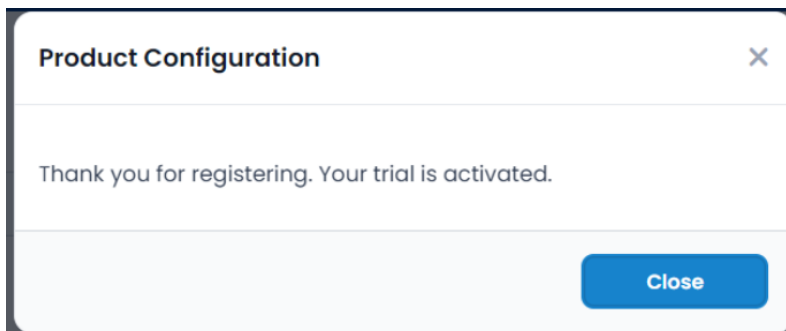 Product Configuration
Thank you for registering. Your trial is activated.
Close